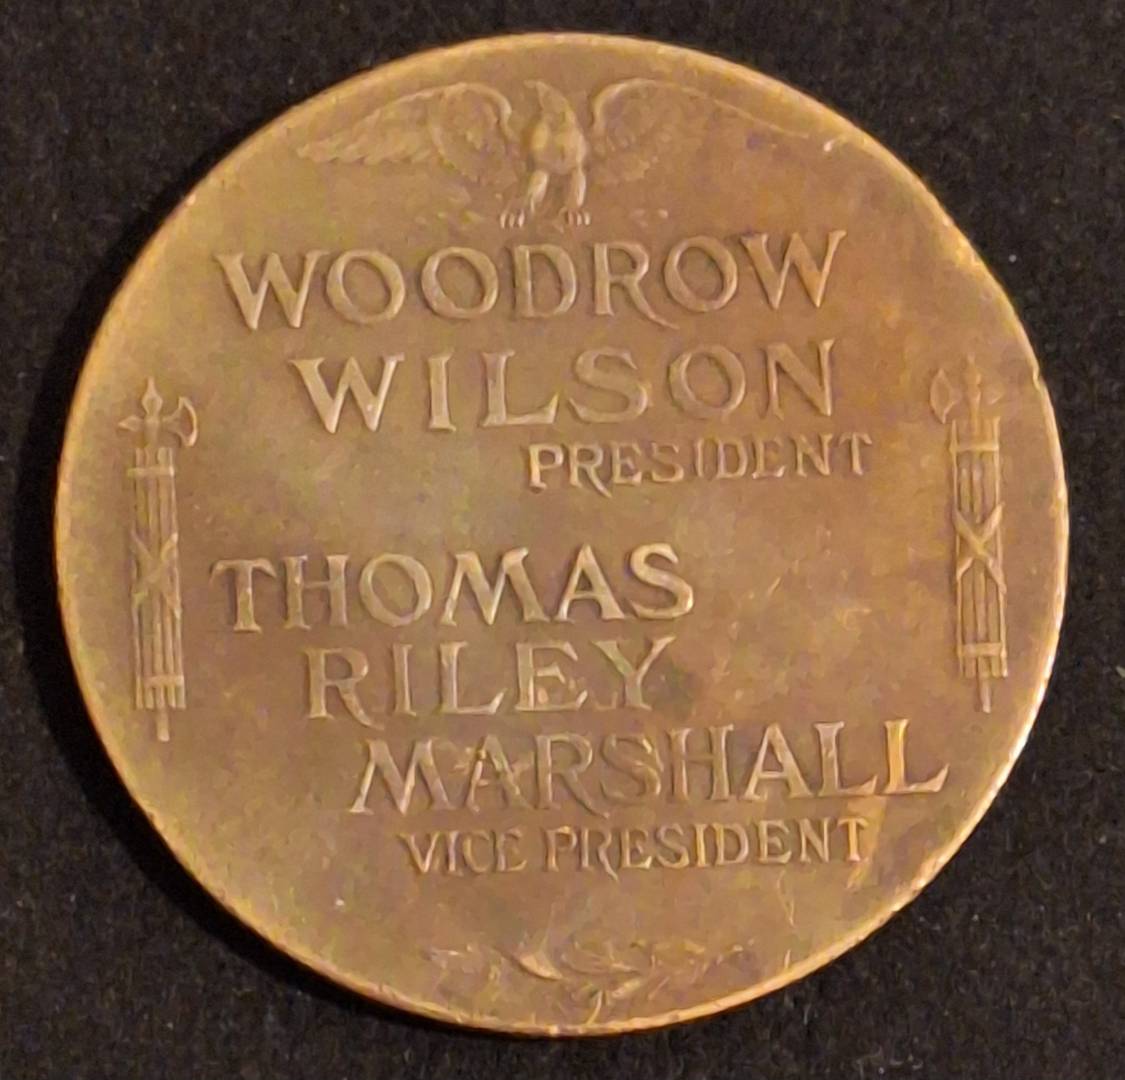 WOODROW
WILSON
PRESIDENT
THOMAS
RILEY
MARSHALL
VICE PRESIDENT